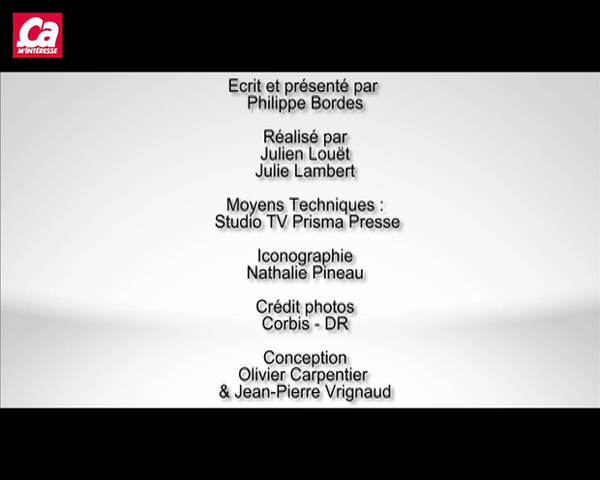 Ça
M'INTÉRESSE
Ecrit et présenté par
Philippe Bordes
Réalisé par
Julien Louët
Julie Lambert
Moyens Techniques :
Studio TV Prisma Presse
Iconographie
Nathalie Pineau
Crédit photos
Corbis - DR
Conception
Olivier Carpentier
& Jean-Pierre Vrignaud